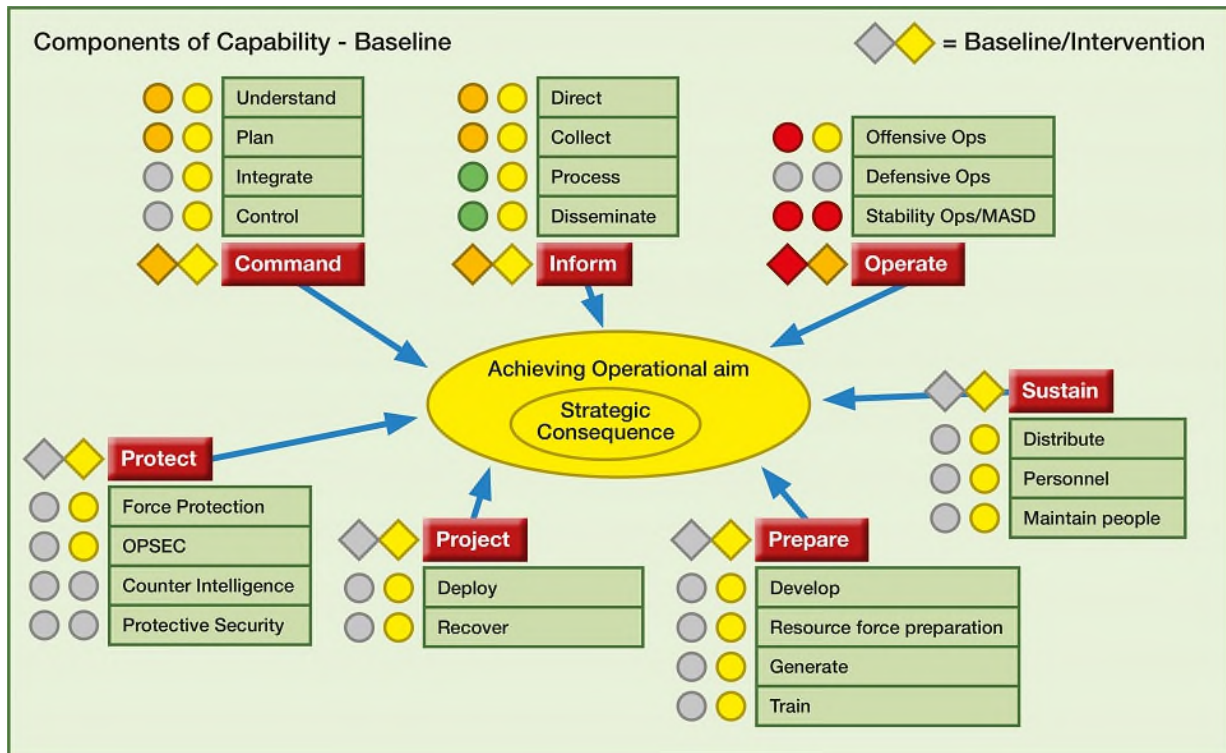 Components of Capability - Baseline
= Baseline/Intervention
Understand
Plan
Integrate
Control
Command
Direct
Collect
Process
Disseminate
Inform
Offensive Ops
Defensive Ops
Stability Ops/MASD
Operate
Achieving Operational aim
Strategic
Consequence
Sustain
Distribute
Personnel
Maintain people
Protect
Force Protection
OPSEC
Counter Intelligence
Protective Security
Project
Deploy
Recover
Prepare
Develop
Resource force preparation
Generate
Train